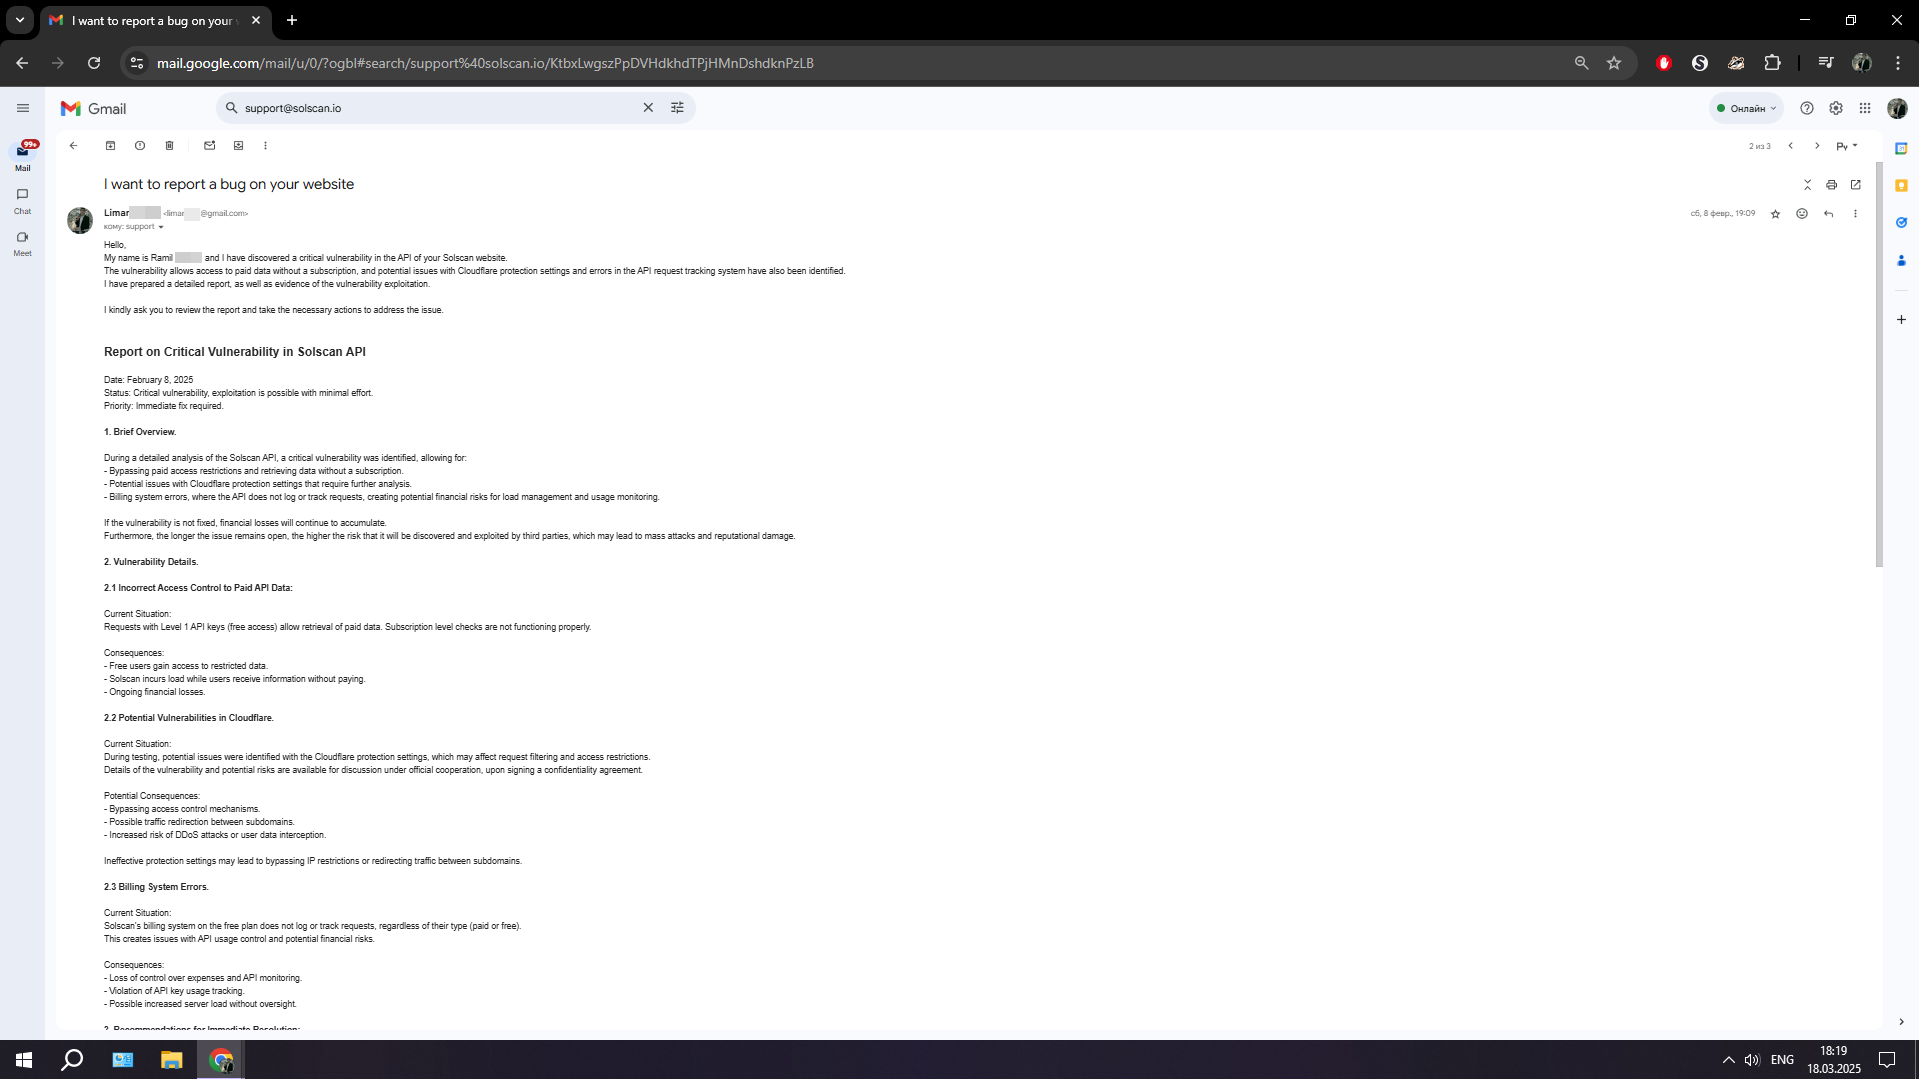 I want to report a bug on your w
mail.google.com/mail/u/0/?ogbl#search/support%40solscan.io/KtbxLwgszPpDVHdkhdTPjHMnDshdknPzLB
Gmail
support@solscan.io
Онлайн
99+
Mail
Chat
Meet
2 из 3
Ру
I want to report a bug on your website
Limar <limar @gmail.com>
сб, 8 февр., 19:09
кому: support
Hello,
My name is Ramil and I have discovered a critical vulnerability in the API of your Solscan website.
The vulnerability allows access to paid data without a subscription, and potential issues with Cloudflare protection settings and errors in the API request tracking system have also been identified.
I have prepared a detailed report, as well as evidence of the vulnerability exploitation.
I kindly ask you to review the report and take the necessary actions to address the issue.
Report on Critical Vulnerability in Solscan API
Date: February 8, 2025
Status: Critical vulnerability, exploitation is possible with minimal effort.
Priority: Immediate fix required.
1. Brief Overview.
During a detailed analysis of the Solscan API, a critical vulnerability was identified, allowing for:
- Bypassing paid access restrictions and retrieving data without a subscription.
- Potential issues with Cloudflare protection settings that require further analysis.
- Billing system errors, where the API does not log or track requests, creating potential financial risks for load management and usage monitoring.
If the vulnerability is not fixed, financial losses will continue to accumulate.
Furthermore, the longer the issue remains open, the higher the risk that it will be discovered and exploited by third parties, which may lead to mass attacks and reputational damage.
2. Vulnerability Details.
2.1 Incorrect Access Control to Paid API Data:
Current Situation:
Requests with Level 1 API keys (free access) allow retrieval of paid data. Subscription level checks are not functioning properly.
Consequences:
- Free users gain access to restricted data.
- Solscan incurs load while users receive information without paying.
- Ongoing financial losses.
2.2 Potential Vulnerabilities in Cloudflare.
Current Situation:
During testing, potential issues were identified with the Cloudflare protection settings, which may affect request filtering and access restrictions.
Details of the vulnerability and potential risks are available for discussion under official cooperation, upon signing a confidentiality agreement.
Potential Consequences:
- Bypassing access control mechanisms.
- Possible traffic redirection between subdomains.
- Increased risk of DDoS attacks or user data interception.
Ineffective protection settings may lead to bypassing IP restrictions or redirecting traffic between subdomains.
2.3 Billing System Errors.
Current Situation:
Solscan's billing system on the free plan does not log or track requests, regardless of their type (paid or free).
This creates issues with API usage control and potential financial risks.
Consequences:
- Loss of control over expenses and API monitoring.
- Violation of API key usage tracking.
- Possible increased server load without oversight.
Recommendations for Immediate Resolution:
ENG
18:19
18.03.2025